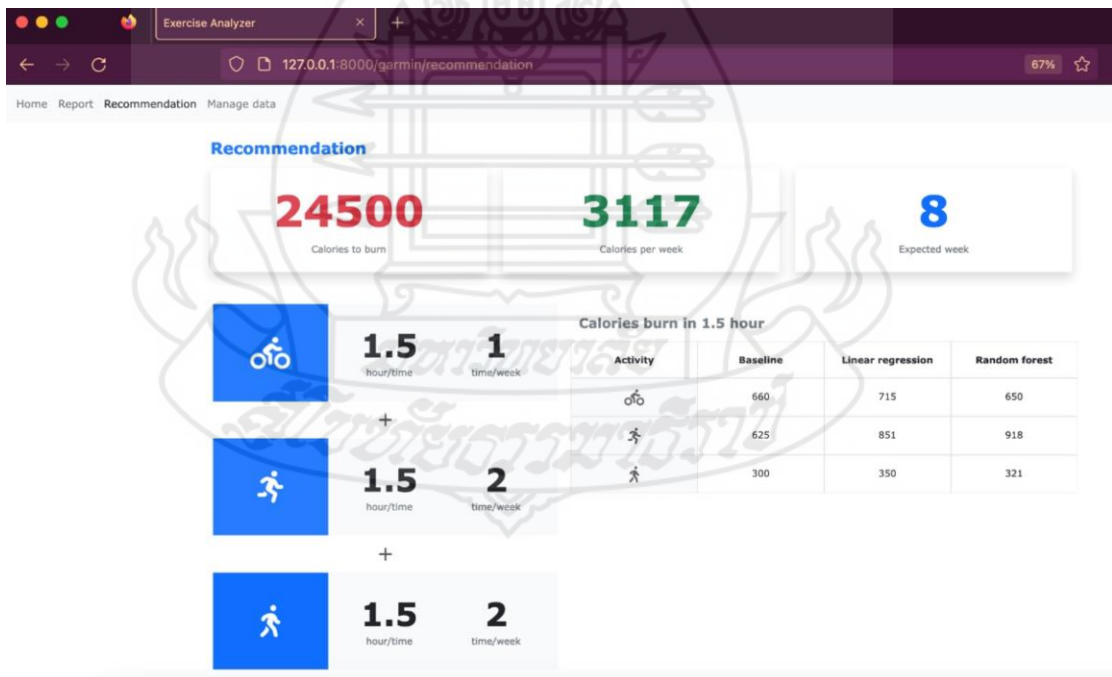 Exercise Analyzer
127.0.0.1:8000/garmin/recommendation
67%
Home Report Recommendation Manage data
Recommendation
24500
Calories to burn
3117
Calories per week
8
Expected week
1.5
hour/time
1
time/week
+
1.5
hour/time
2
time/week
+
1.5
hour/time
2
time/week
Calories burn in 1.5 hour
Activity Baseline Linear regression Random forest
660 715 650
625 851 918
300 350 321